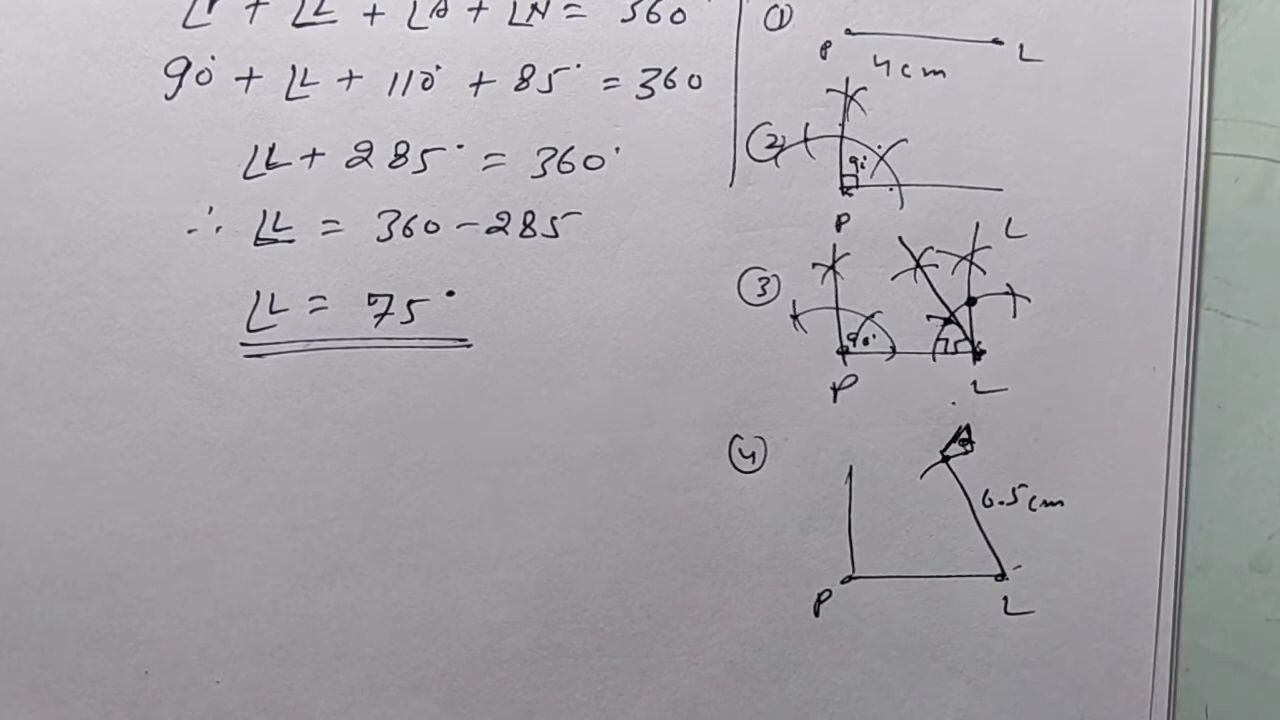 ∠P + ∠L + ∠A + ∠N = 360°
90° + ∠L + 110° + 85° = 360
∠L + 285° = 360°
∴ ∠L = 360 - 285
∠L = 75°
①
P L
4cm
②
90°
P L
③
90° 75
P L
④
A
6.5cm
P L